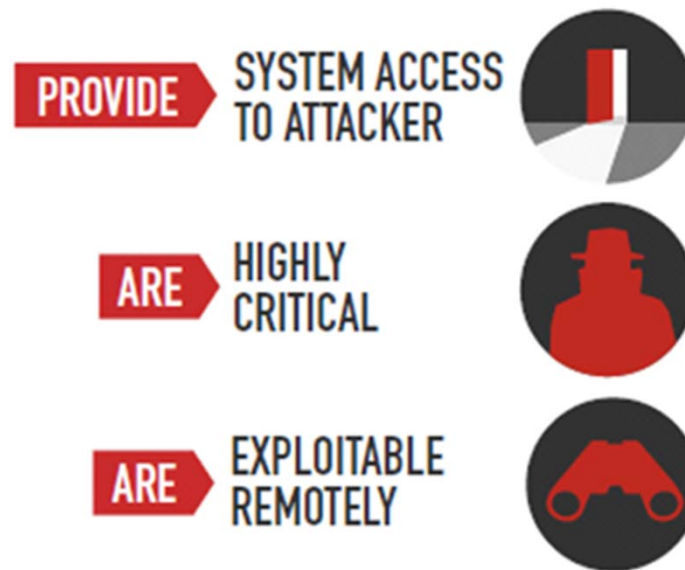 PROVIDE SYSTEM ACCESS
TO ATTACKER
ARE HIGHLY
CRITICAL
ARE EXPLOITABLE
REMOTELY